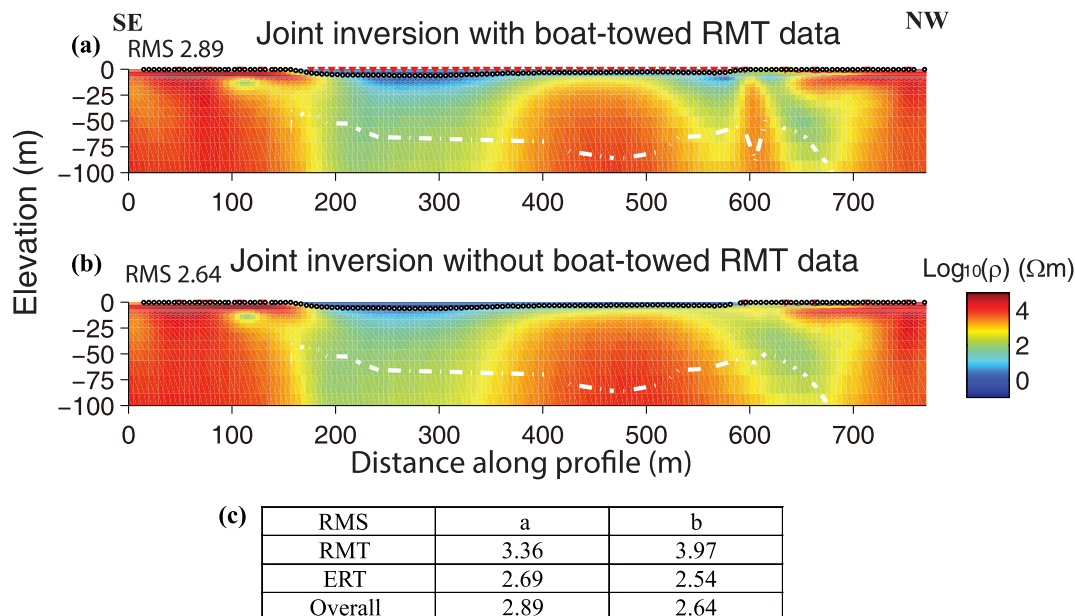 SE
NW
(a) RMS 2.89 Joint inversion with boat-towed RMT data
0
−25
−50
−75
−100
0 100 200 300 400 500 600 700
Elevation (m)
(b) RMS 2.64 Joint inversion without boat-towed RMT data
0
−25
−50
−75
−100
0 100 200 300 400 500 600 700
Distance along profile (m)
Log₁₀(ρ) (Ωm)
4
2
0
(c)
RMS a b
RMT 3.36 3.97
ERT 2.69 2.54
Overall 2.89 2.64